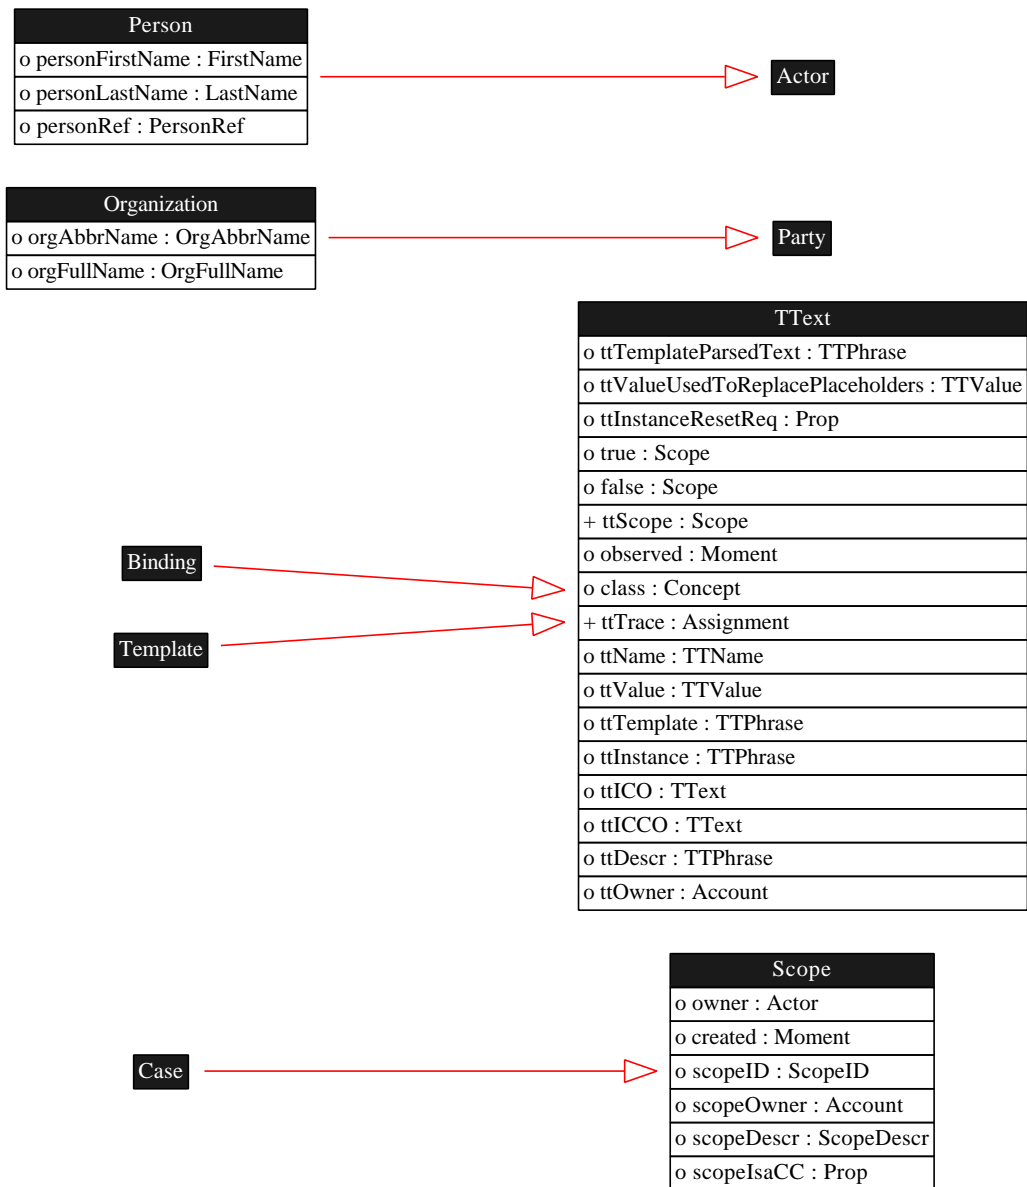 Person
o personFirstName : FirstName
o personLastName : LastName
o personRef : PersonRef
Actor
Organization
o orgAbbrName : OrgAbbrName
o orgFullName : OrgFullName
Party
TText
o ttTemplateParsedText : TTPhrase
o ttValueUsedToReplacePlaceholders : TTValue
o ttInstanceResetReq : Prop
o true : Scope
o false : Scope
+ ttScope : Scope
o observed : Moment
o class : Concept
+ ttTrace : Assignment
o ttName : TTName
o ttValue : TTValue
o ttTemplate : TTPhrase
o ttInstance : TTPhrase
o ttICO : TText
o ttICCO : TText
o ttDescr : TTPhrase
o ttOwner : Account
Binding
Template
Scope
o owner : Actor
o created : Moment
o scopeID : ScopeID
o scopeOwner : Account
o scopeDescr : ScopeDescr
o scopeIsaCC : Prop
Case